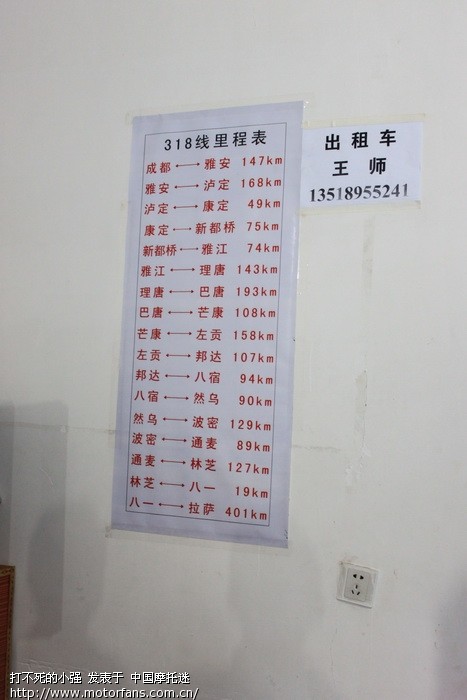 318线里程表
成都 ←→ 雅安 147km
雅安 ←→ 泸定 168km
泸定 ←→ 康定 49km
康定 ←→ 新都桥 75km
新都桥 ←→ 雅江 74km
雅江 ←→ 理唐 143km
理唐 ←→ 巴唐 193km
巴唐 ←→ 芒康 108km
芒康 ←→ 左贡 158km
左贡 ←→ 邦达 107km
邦达 ←→ 八宿 94km
八宿 ←→ 然乌 90km
然乌 ←→ 波密 129km
波密 ←→ 通麦 89km
通麦 ←→ 林芝 127km
林芝 ←→ 八一 19km
八一 ←→ 拉萨 401km
出租车
王师
13518955241
打不死的小强 发表于 中国摩托迷
http://www.motorfans.com.cn/